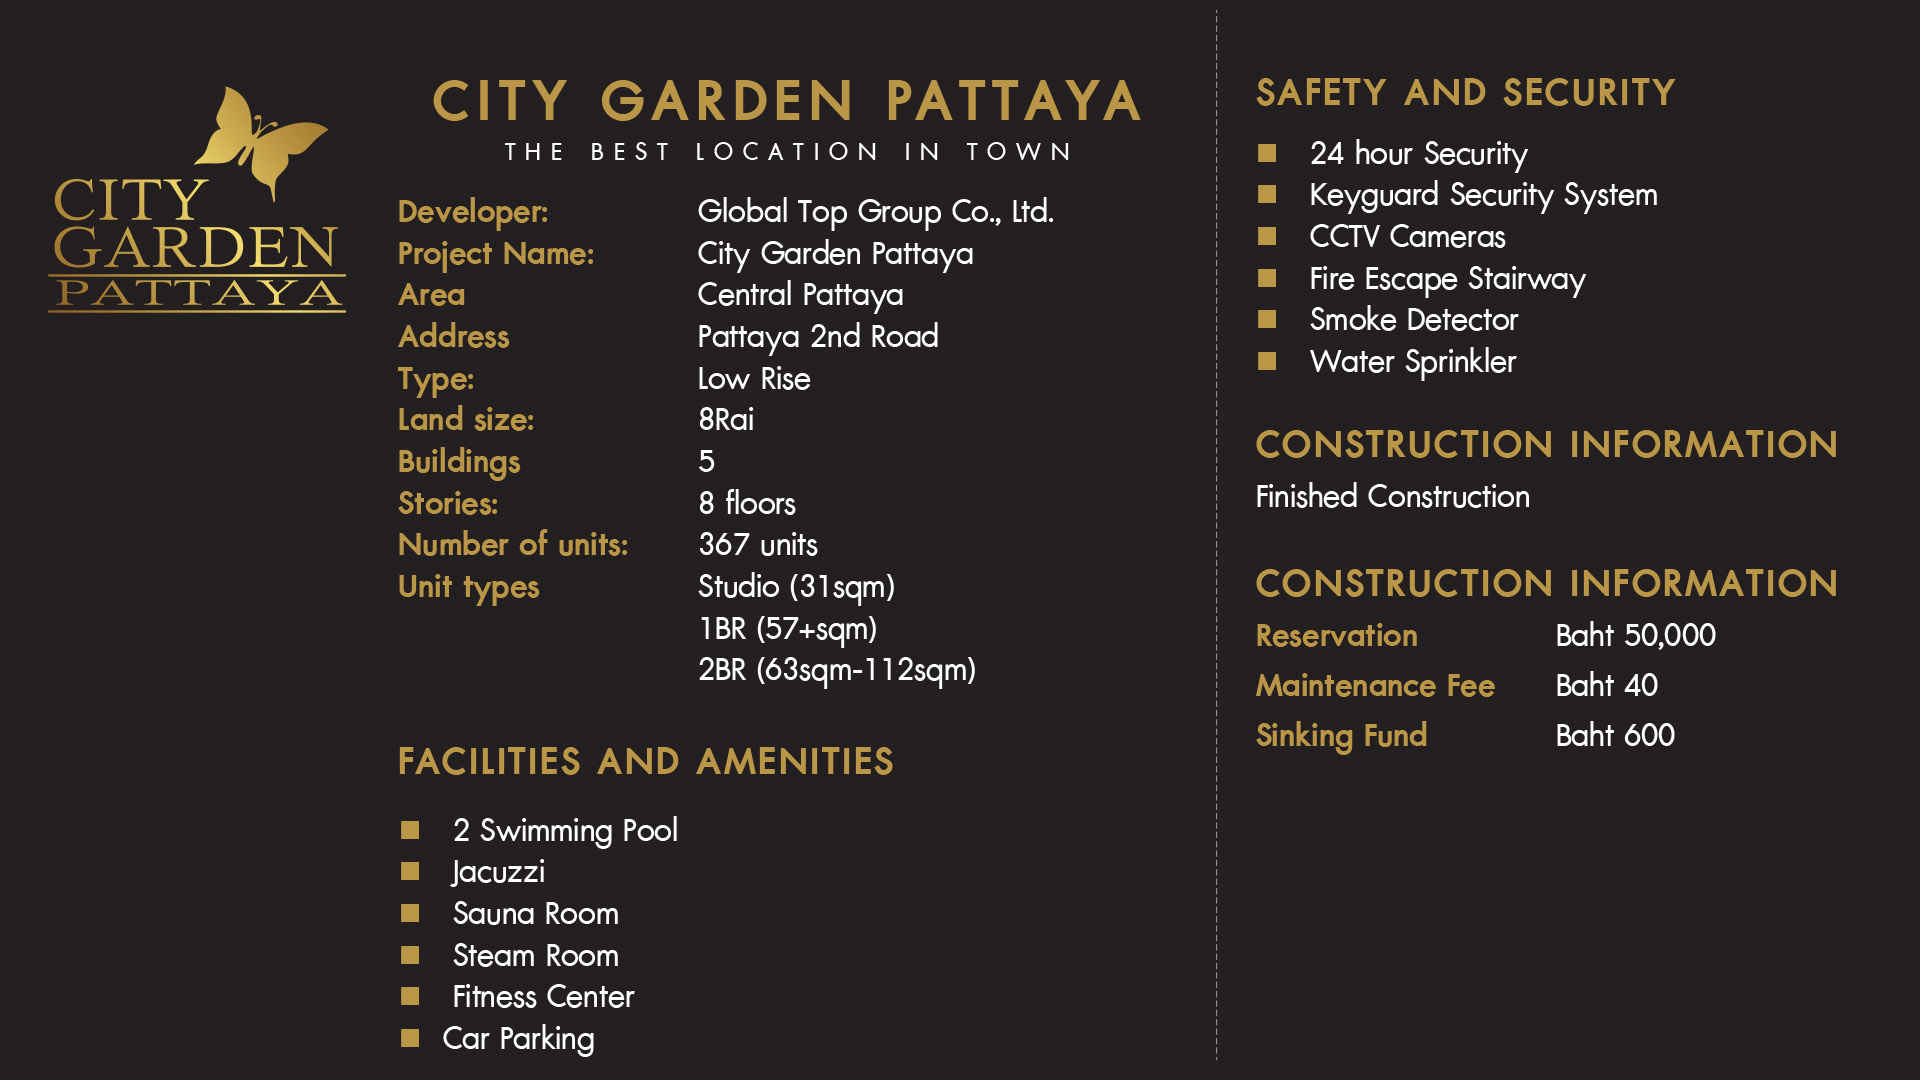 CITY
GARDEN
PATTAYA
CITY GARDEN PATTAYA
THE BEST LOCATION IN TOWN
Developer: Global Top Group Co., Ltd.
Project Name: City Garden Pattaya
Area Central Pattaya
Address Pattaya 2nd Road
Type: Low Rise
Land size: 8Rai
Buildings 5
Stories: 8 floors
Number of units: 367 units
Unit types Studio (31sqm)
1BR (57+sqm)
2BR (63sqm-112sqm)
FACILITIES AND AMENITIES
2 Swimming Pool
Jacuzzi
Sauna Room
Steam Room
Fitness Center
Car Parking
SAFETY AND SECURITY
24 hour Security
Keyguard Security System
CCTV Cameras
Fire Escape Stairway
Smoke Detector
Water Sprinkler
CONSTRUCTION INFORMATION
Finished Construction
CONSTRUCTION INFORMATION
Reservation Baht 50,000
Maintenance Fee Baht 40
Sinking Fund Baht 600